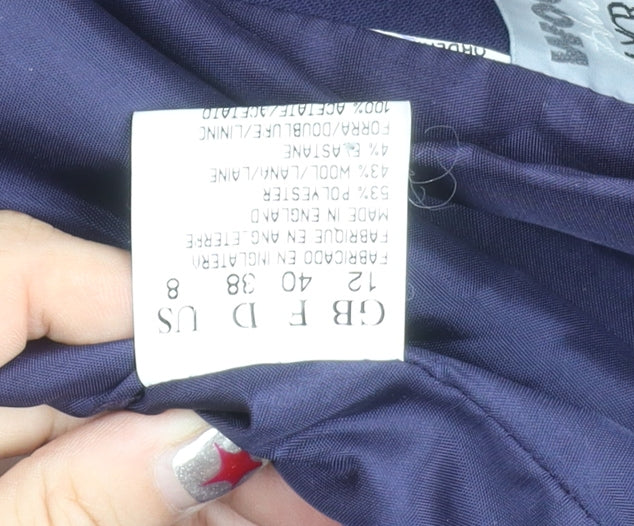 GB F D US
12 40 38 8
FABRICADO EN INGLATERA
FABRIQUE EN ANGLETERRE
MADE IN ENGLAND
53% POLYESTER
43% WOOL/LANA/LAINE
4% ELASTANE
FORRA/DOUBLURE/LINING
100% ACETATE/ACETATO